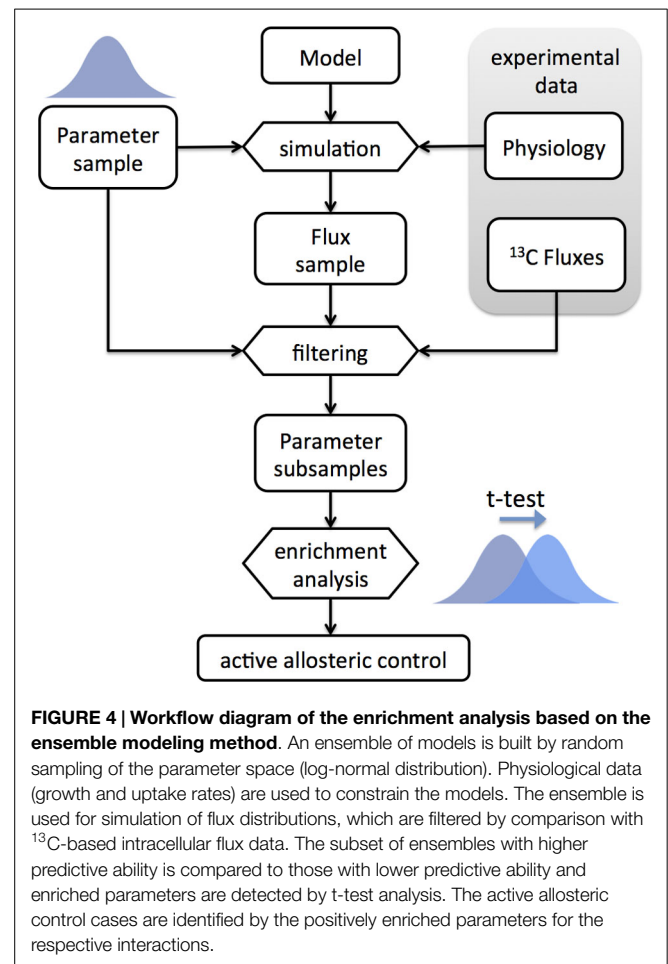 Model
experimental
data
Parameter
sample
simulation
Physiology
Flux
sample
¹³C Fluxes
filtering
Parameter
subsamples
t-test
enrichment
analysis
active allosteric control
FIGURE 4 | Workflow diagram of the enrichment analysis based on the
ensemble modeling method. An ensemble of models is built by random
sampling of the parameter space (log-normal distribution). Physiological data
(growth and uptake rates) are used to constrain the models. The ensemble is
used for simulation of flux distributions, which are filtered by comparison with
¹³C-based intracellular flux data. The subset of ensembles with higher
predictive ability is compared to those with lower predictive ability and
enriched parameters are detected by t-test analysis. The active allosteric
control cases are identified by the positively enriched parameters for the
respective interactions.